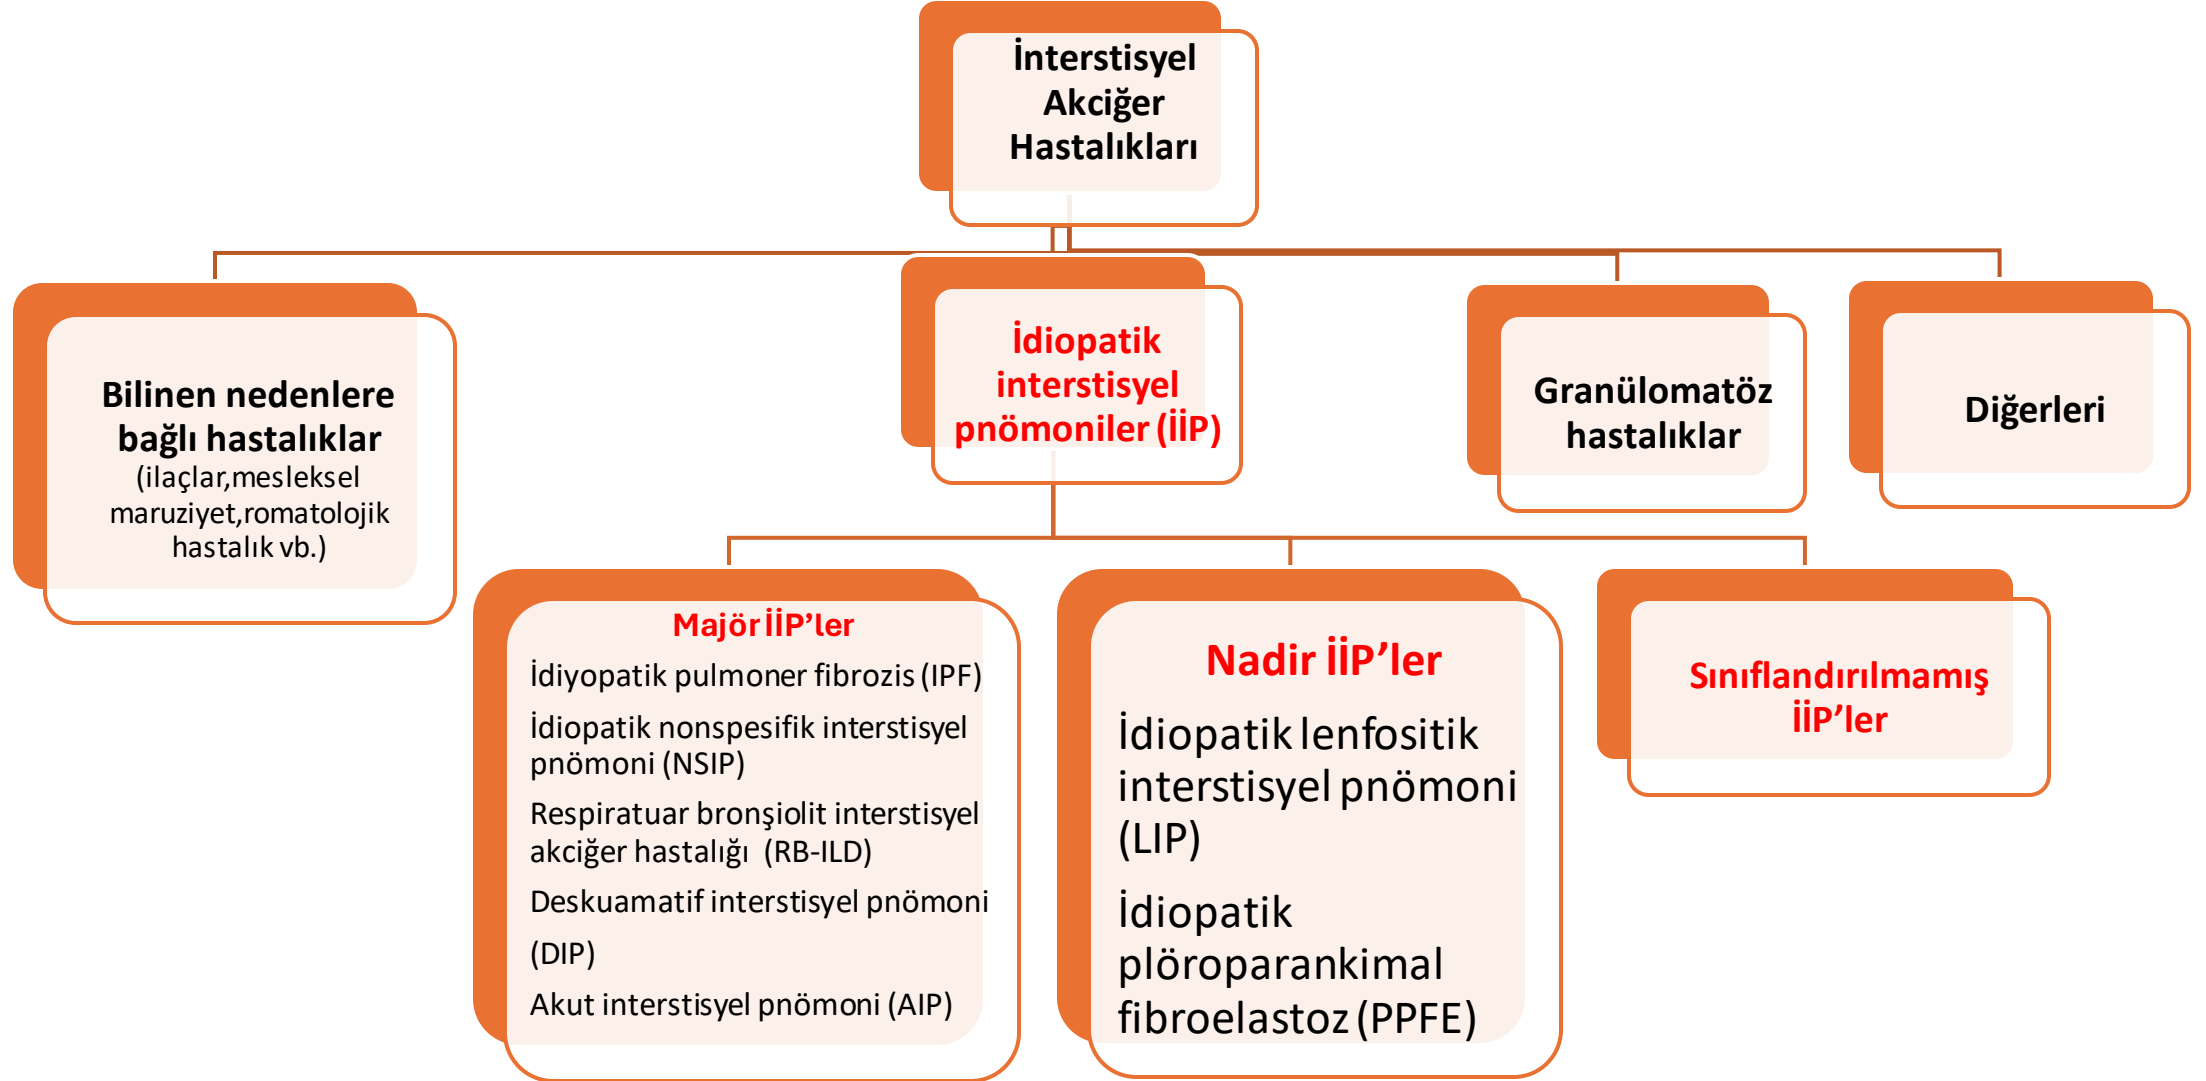 İnterstisyel
Akciğer
Hastalıkları
Bilinen nedenlere
bağlı hastalıklar
(ilaçlar,mesleksel
maruziyet,romatolojik
hastalık vb.)
İdiopatik
interstisyel
pnömoniler (İİP)
Granülomatöz
hastalıklar
Diğerleri
Majör İİP’ler
İdiyopatik pulmoner fibrozis (IPF)
İdiopatik nonspesifik interstisyel
pnömoni (NSIP)
Respiratuar bronşiolit interstisyel
akciğer hastalığı (RB-ILD)
Deskuamatif interstisyel pnömoni
(DIP)
Akut interstisyel pnömoni (AIP)
Nadir İİP’ler
İdiopatik lenfositik
interstisyel pnömoni
(LIP)
İdiopatik
plöroparankimal
fibroelastoz (PPFE)
Sınıflandırılmamış
İİP’ler